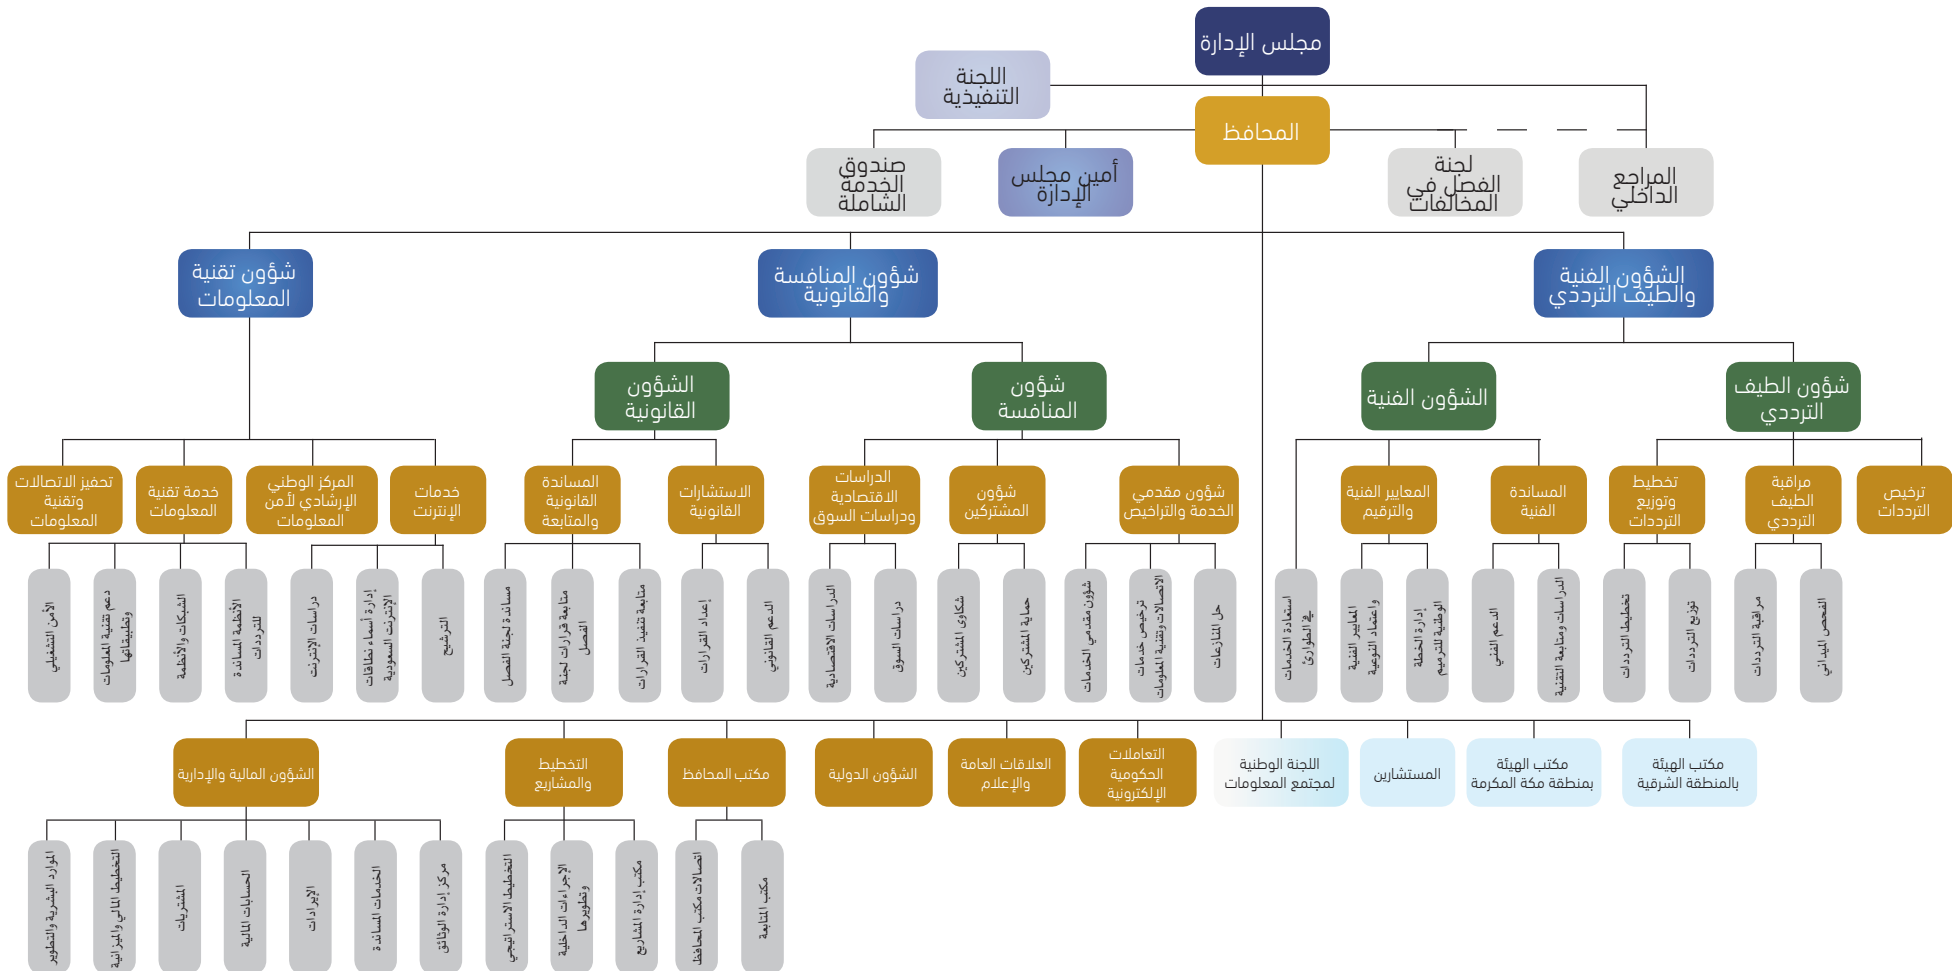 مجلس الإدارة
اللجنة
التنفيذية
المحافظ
المراجع
الداخلي
لجنة
الفصل في
المخالفات
أمين مجلس
الإدارة
صندوق
الخدمة
الشاملة
الشؤون الفنية
والطيف الترددي
شؤون المنافسة
والقانونية
شؤون تقنية
المعلومات
شؤون الطيف
الترددي
الشؤون الفنية
شؤون
المنافسة
الشؤون
القانونية
ترخيص
الترددات
مراقبة
الطيف
الترددي
تخطيط
وتوزيع
الترددات
المساندة
الفنية
المعايير الفنية
والترقيم
شؤون مقدمي
الخدمة والتراخيص
شؤون
المشتركين
الدراسات
الاقتصادية
ودراسات السوق
الاستشارات
القانونية
المساندة
القانونية
والمتابعة
خدمات
الإنترنت
المركز الوطني
الإرشادي لأمن
المعلومات
خدمة تقنية
المعلومات
تحفيز الاتصالات
وتقنية
المعلومات
الفحص الميداني
مراقبة الترددات
توزيع الترددات
تخطيط الترددات
الدراسات ومتابعة التقنية
الدعم الفني
إدارة الخطة
الوطنية للترميم
المعايير الفنية
واعتماد النوعية
استعادة الخدمات
في الطوارئ
حل المنازعات
ترخيص خدمات
الاتصالات وتقنية المعلومات
شؤون مقدمي الخدمات
حماية المشتركين
شكاوى المشتركين
دراسات السوق
الدراسات الاقتصادية
الدعم القانوني
إعداد القرارات
متابعة تنفيذ القرارات
متابعة قرارات لجنة
الفصل
مساندة لجنة الفصل
الترشيح
إدارة أسماء نطاقات
الإنترنت السعودية
دراسات الإنترنت
الأنظمة المساندة
للترددات
الشبكات والأنظمة
دعم تقنية المعلومات
وتطبيقاتها
الأمن التشغيلي
مكتب الهيئة
بالمنطقة الشرقية
مكتب الهيئة
بمنطقة مكة المكرمة
المستشارين
اللجنة الوطنية
لمجتمع المعلومات
التعاملات
الحكومية
الإلكترونية
العلاقات العامة
والإعلام
الشؤون الدولية
مكتب المحافظ
التخطيط
والمشاريع
الشؤون المالية والإدارية
مكتب المتابعة
اتصالات مكتب المحافظ
مكتب إدارة المشاريع
الإجراءات الداخلية
وتطويرها
التخطيط الاستراتيجي
مركز إدارة الوثائق
الخدمات المساندة
الإيرادات
الحسابات المالية
المشتريات
التخطيط المالي والميزانية
الموارد البشرية والتطوير